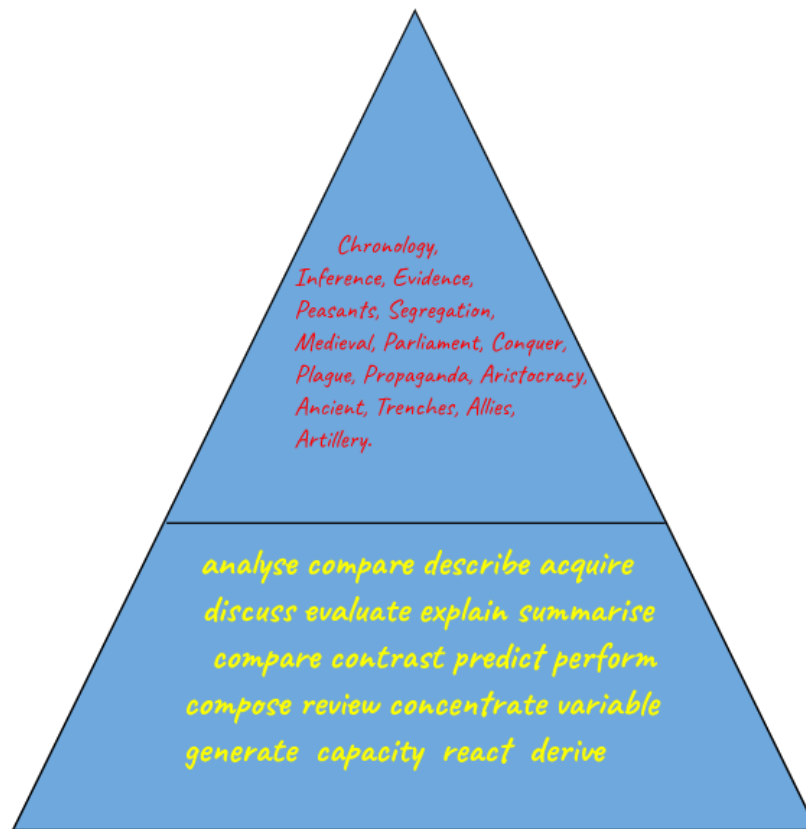 Chronology,
Inference, Evidence,
Peasants, Segregation,
Medieval, Parliament, Conquer,
Plague, Propaganda, Aristocracy,
Ancient, Trenches, Allies,
Artillery.
analyse compare describe acquire
discuss evaluate explain summarise
compare contrast predict perform
compose review concentrate variable
generate capacity react derive